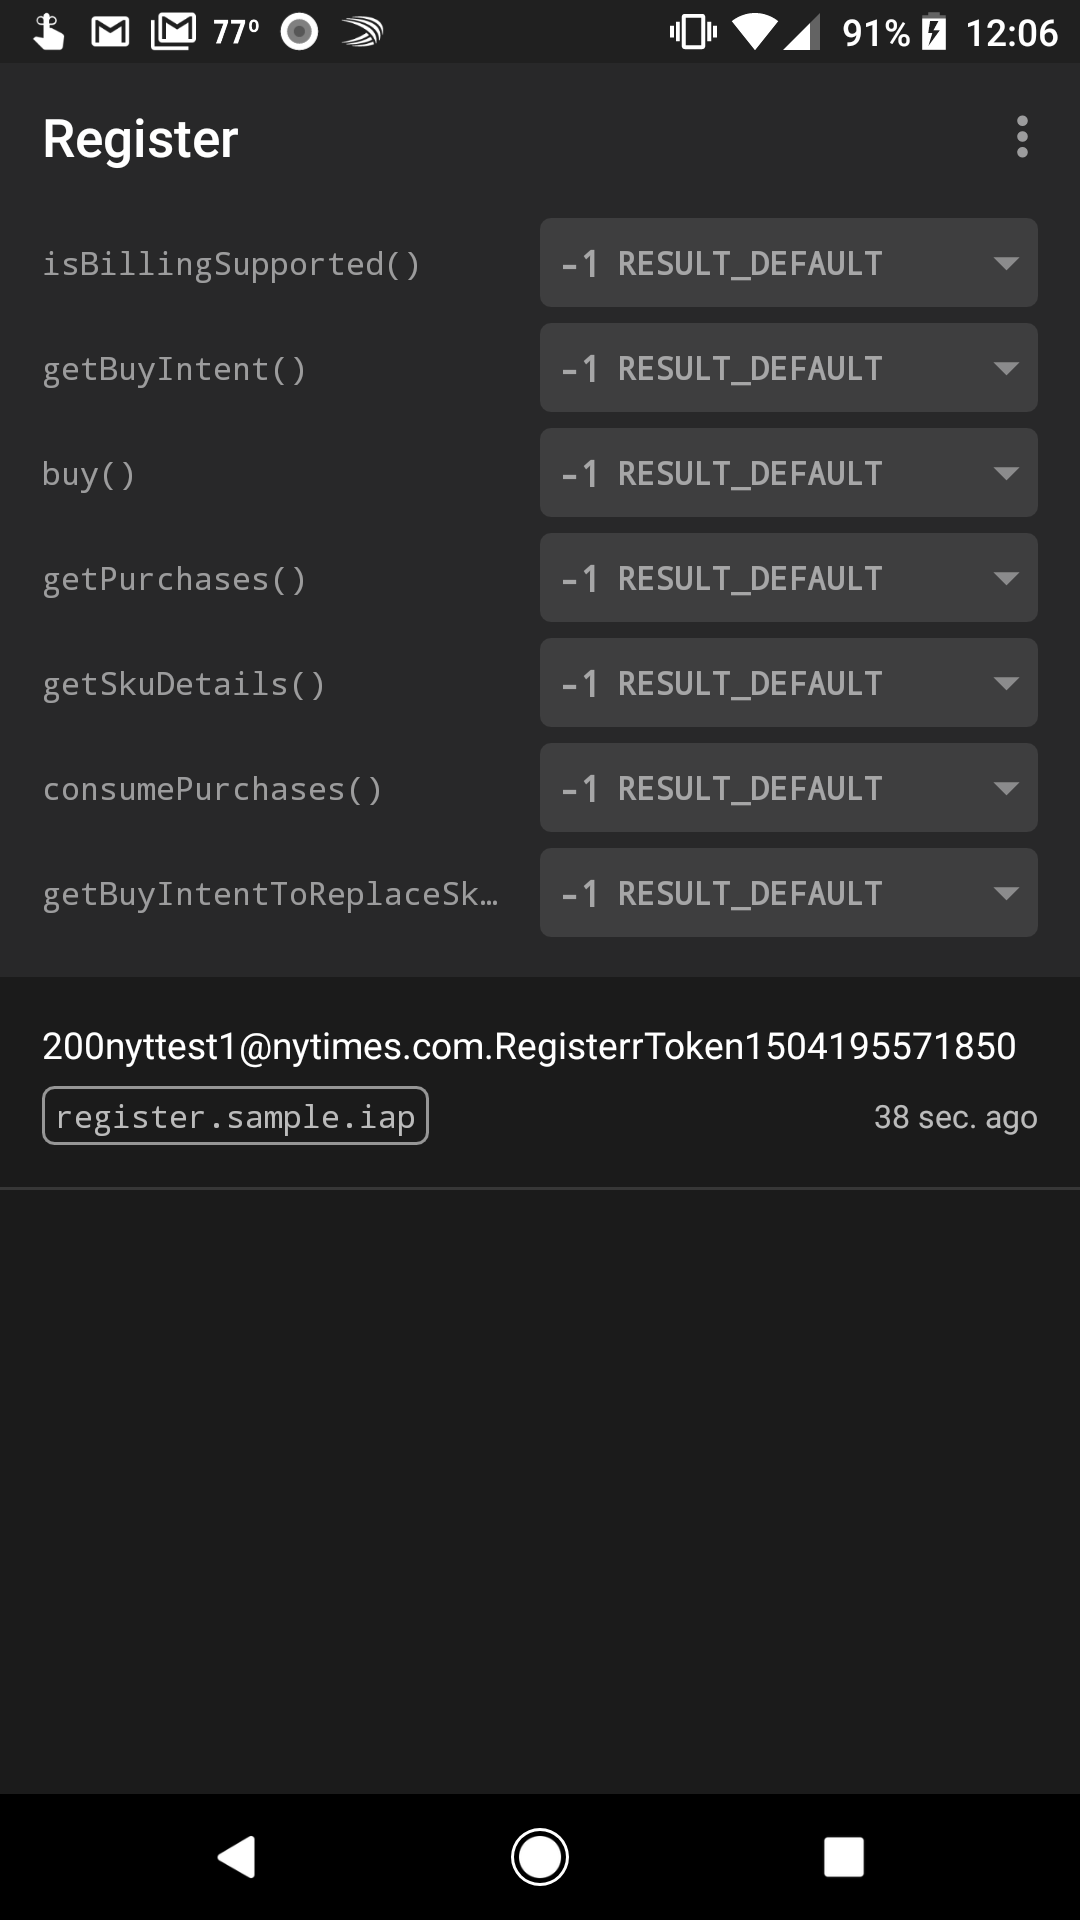 77° 91% 12:06
Register
isBillingSupported() -1 RESULT_DEFAULT
getBuyIntent() -1 RESULT_DEFAULT
buy() -1 RESULT_DEFAULT
getPurchases() -1 RESULT_DEFAULT
getSkuDetails() -1 RESULT_DEFAULT
consumePurchases() -1 RESULT_DEFAULT
getBuyIntentToReplaceSk… -1 RESULT_DEFAULT
200nyttest1@nytimes.com.RegisterrToken1504195571850
register.sample.iap 38 sec. ago